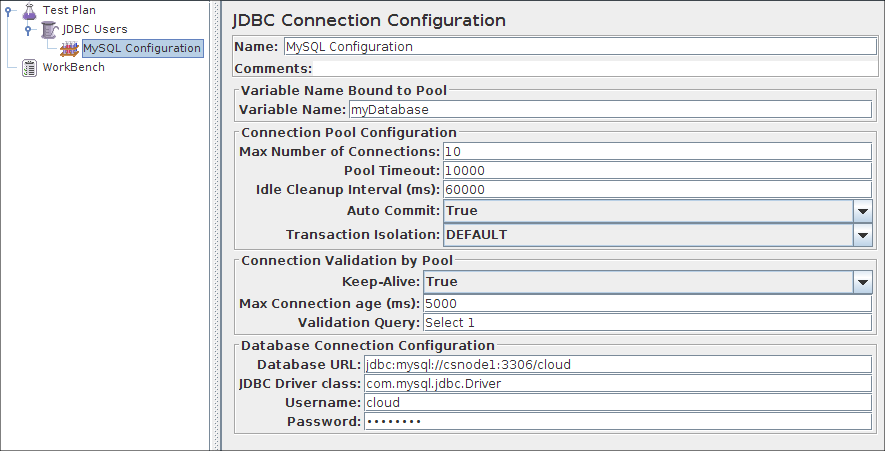 Test Plan
JDBC Users
MySQL Configuration
WorkBench
JDBC Connection Configuration
Name: MySQL Configuration
Comments:
Variable Name Bound to Pool
Variable Name: myDatabase
Connection Pool Configuration
Max Number of Connections: 10
Pool Timeout: 10000
Idle Cleanup Interval (ms): 60000
Auto Commit: True
Transaction Isolation: DEFAULT
Connection Validation by Pool
Keep-Alive: True
Max Connection age (ms): 5000
Validation Query: Select 1
Database Connection Configuration
Database URL: jdbc:mysql://csnode1:3306/cloud
JDBC Driver class: com.mysql.jdbc.Driver
Username: cloud
Password: ••••••••